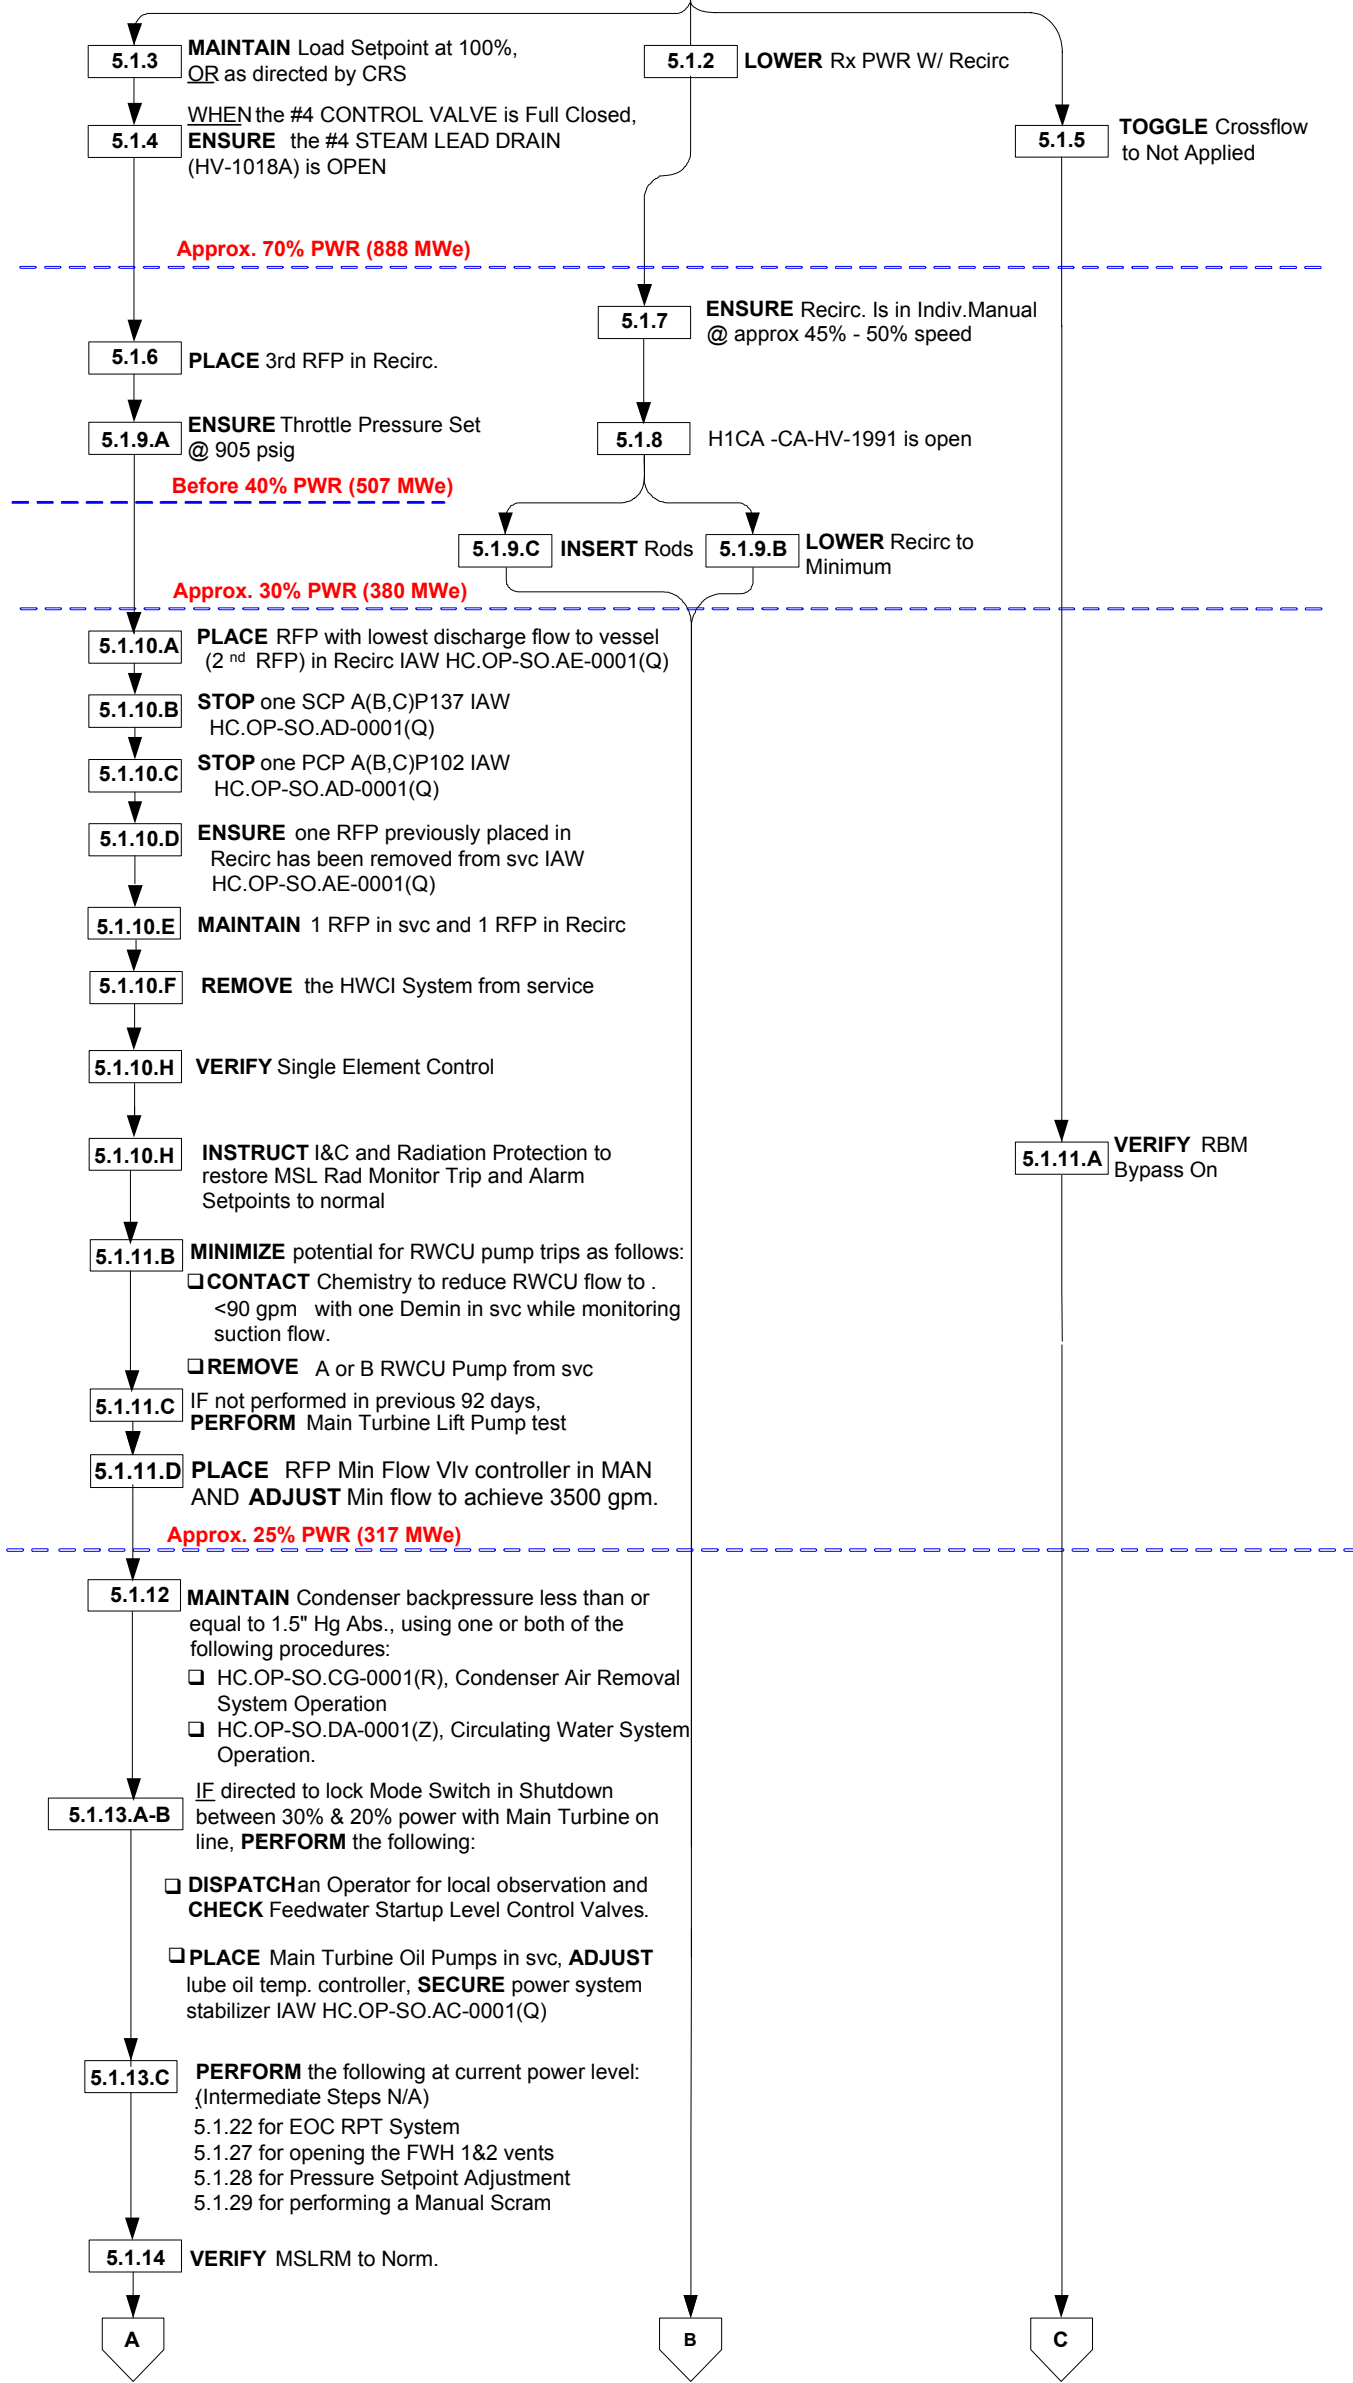 5.1.3
MAINTAIN Load Setpoint at 100%,
OR as directed by CRS
5.1.2
LOWER Rx PWR W/ Recirc
5.1.4
WHEN the #4 CONTROL VALVE is Full Closed,
ENSURE the #4 STEAM LEAD DRAIN
(HV-1018A) is OPEN
5.1.5
TOGGLE Crossflow
to Not Applied
Approx. 70% PWR (888 MWe)
5.1.7
ENSURE Recirc. Is in Indiv.Manual
@ approx 45% - 50% speed
5.1.6
PLACE 3rd RFP in Recirc.
5.1.9.A
ENSURE Throttle Pressure Set
@ 905 psig
5.1.8
H1CA -CA-HV-1991 is open
Before 40% PWR (507 MWe)
5.1.9.C
INSERT Rods
5.1.9.B
LOWER Recirc to
Minimum
Approx. 30% PWR (380 MWe)
5.1.10.A
PLACE RFP with lowest discharge flow to vessel
(2 nd RFP) in Recirc IAW HC.OP-SO.AE-0001(Q)
5.1.10.B
STOP one SCP A(B,C)P137 IAW
HC.OP-SO.AD-0001(Q)
5.1.10.C
STOP one PCP A(B,C)P102 IAW
HC.OP-SO.AD-0001(Q)
5.1.10.D
ENSURE one RFP previously placed in
Recirc has been removed from svc IAW
HC.OP-SO.AE-0001(Q)
5.1.10.E
MAINTAIN 1 RFP in svc and 1 RFP in Recirc
5.1.10.F
REMOVE the HWCI System from service
5.1.10.H
VERIFY Single Element Control
5.1.10.H
INSTRUCT I&C and Radiation Protection to
restore MSL Rad Monitor Trip and Alarm
Setpoints to normal
5.1.11.A
VERIFY RBM
Bypass On
5.1.11.B
MINIMIZE potential for RWCU pump trips as follows:
❑ CONTACT Chemistry to reduce RWCU flow to .
<90 gpm with one Demin in svc while monitoring
suction flow.
❑ REMOVE A or B RWCU Pump from svc
5.1.11.C
IF not performed in previous 92 days,
PERFORM Main Turbine Lift Pump test
5.1.11.D
PLACE RFP Min Flow Vlv controller in MAN
AND ADJUST Min flow to achieve 3500 gpm.
Approx. 25% PWR (317 MWe)
5.1.12
MAINTAIN Condenser backpressure less than or
equal to 1.5" Hg Abs., using one or both of the
following procedures:
❑ HC.OP-SO.CG-0001(R), Condenser Air Removal
System Operation
❑ HC.OP-SO.DA-0001(Z), Circulating Water System
Operation.
5.1.13.A-B
IF directed to lock Mode Switch in Shutdown
between 30% & 20% power with Main Turbine on
line, PERFORM the following:
❑ DISPATCH an Operator for local observation and
CHECK Feedwater Startup Level Control Valves.
❑ PLACE Main Turbine Oil Pumps in svc, ADJUST
lube oil temp. controller, SECURE power system
stabilizer IAW HC.OP-SO.AC-0001(Q)
5.1.13.C
PERFORM the following at current power level:
(Intermediate Steps N/A)
5.1.22 for EOC RPT System
5.1.27 for opening the FWH 1&2 vents
5.1.28 for Pressure Setpoint Adjustment
5.1.29 for performing a Manual Scram
5.1.14
VERIFY MSLRM to Norm.
A
B
C